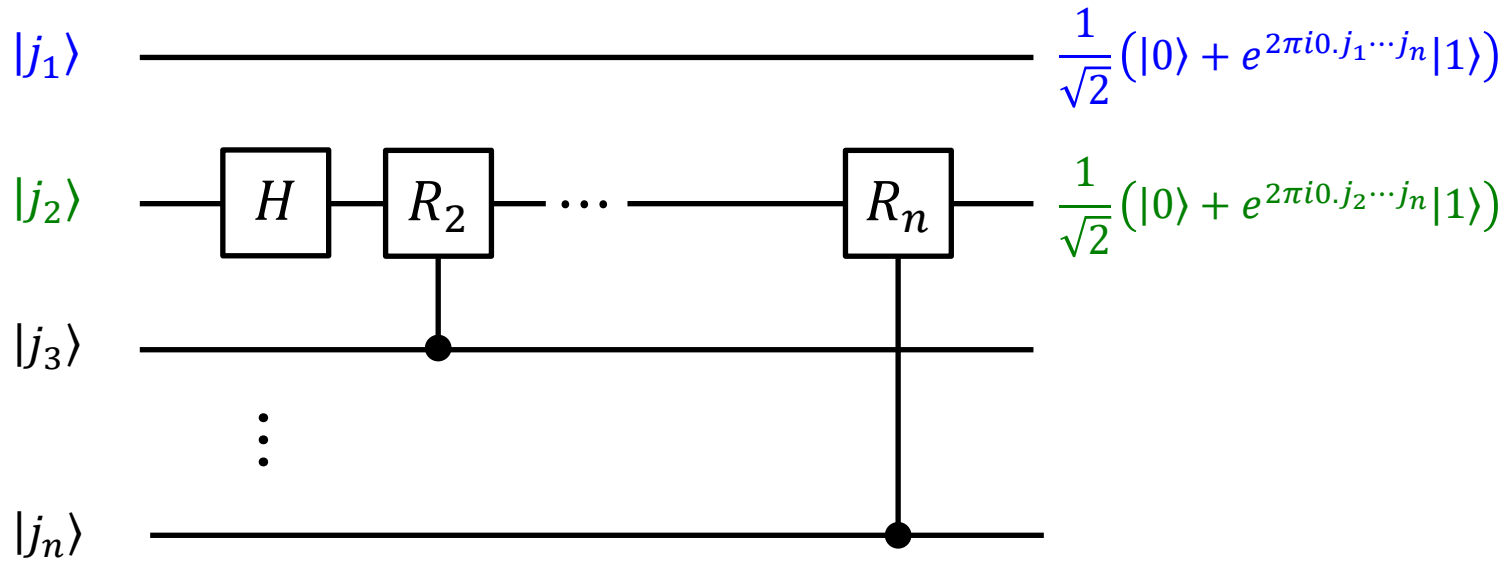 |j₁⟩ 1/√2 (|0⟩ + e^{2πi0.j₁⋯jₙ}|1⟩)
|j₂⟩ H R₂ ⋯ Rₙ 1/√2 (|0⟩ + e^{2πi0.j₂⋯jₙ}|1⟩)
|j₃⟩
⋮
|jₙ⟩